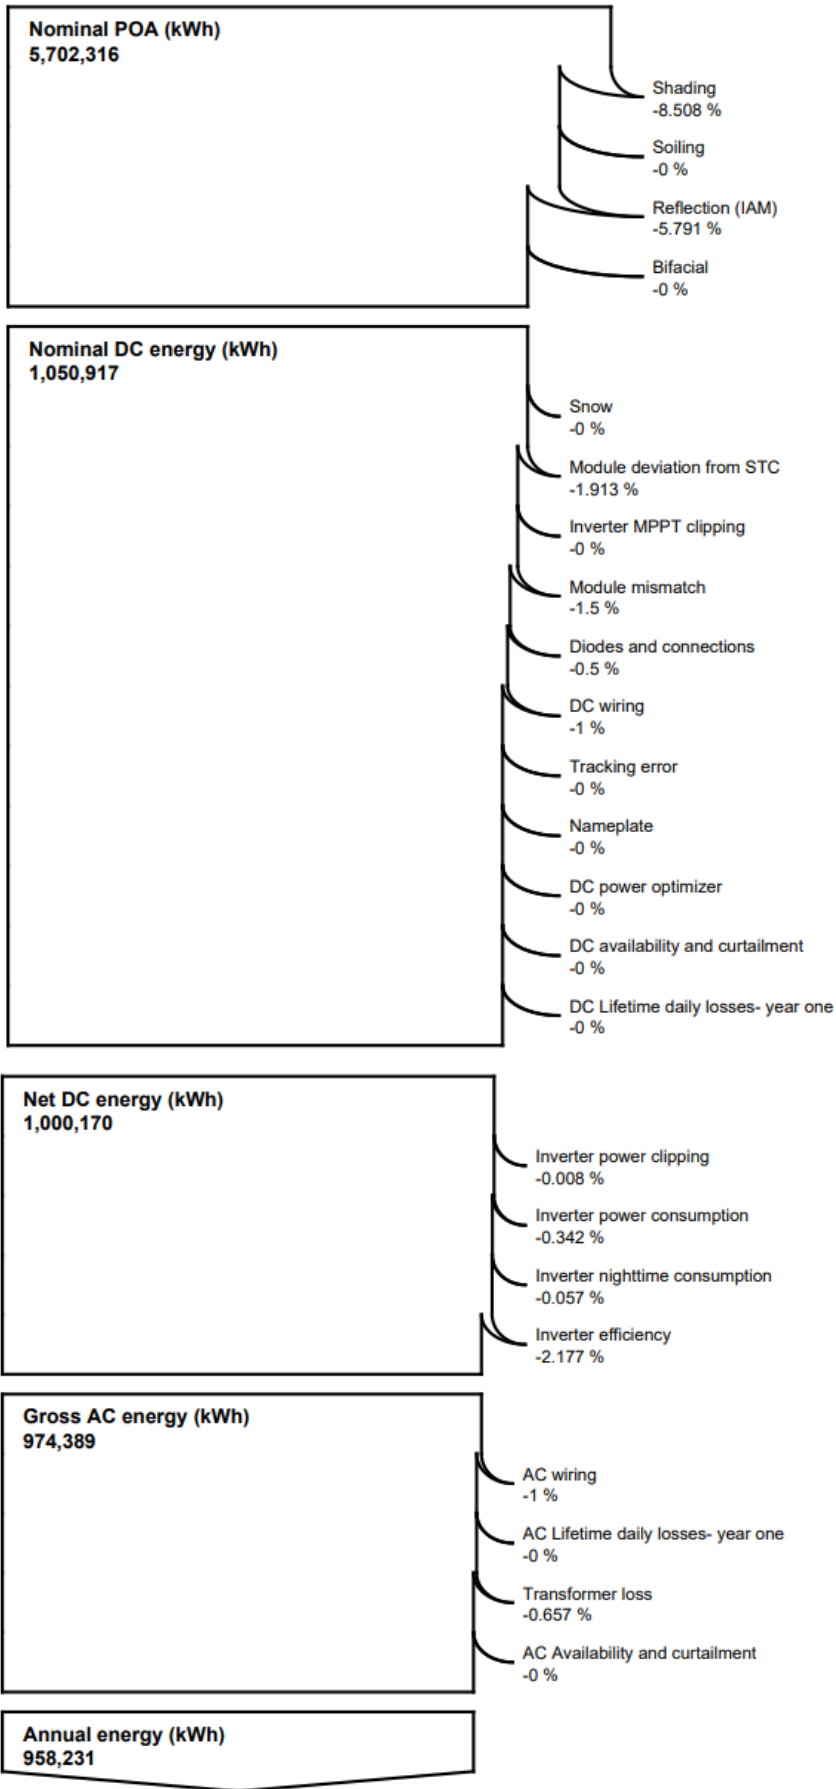 Nominal POA (kWh)
5,702,316
Shading
-8.508 %
Soiling
-0 %
Reflection (IAM)
-5.791 %
Bifacial
-0 %
Nominal DC energy (kWh)
1,050,917
Snow
-0 %
Module deviation from STC
-1.913 %
Inverter MPPT clipping
-0 %
Module mismatch
-1.5 %
Diodes and connections
-0.5 %
DC wiring
-1 %
Tracking error
-0 %
Nameplate
-0 %
DC power optimizer
-0 %
DC availability and curtailment
-0 %
DC Lifetime daily losses- year one
-0 %
Net DC energy (kWh)
1,000,170
Inverter power clipping
-0.008 %
Inverter power consumption
-0.342 %
Inverter nighttime consumption
-0.057 %
Inverter efficiency
-2.177 %
Gross AC energy (kWh)
974,389
AC wiring
-1 %
AC Lifetime daily losses- year one
-0 %
Transformer loss
-0.657 %
AC Availability and curtailment
-0 %
Annual energy (kWh)
958,231